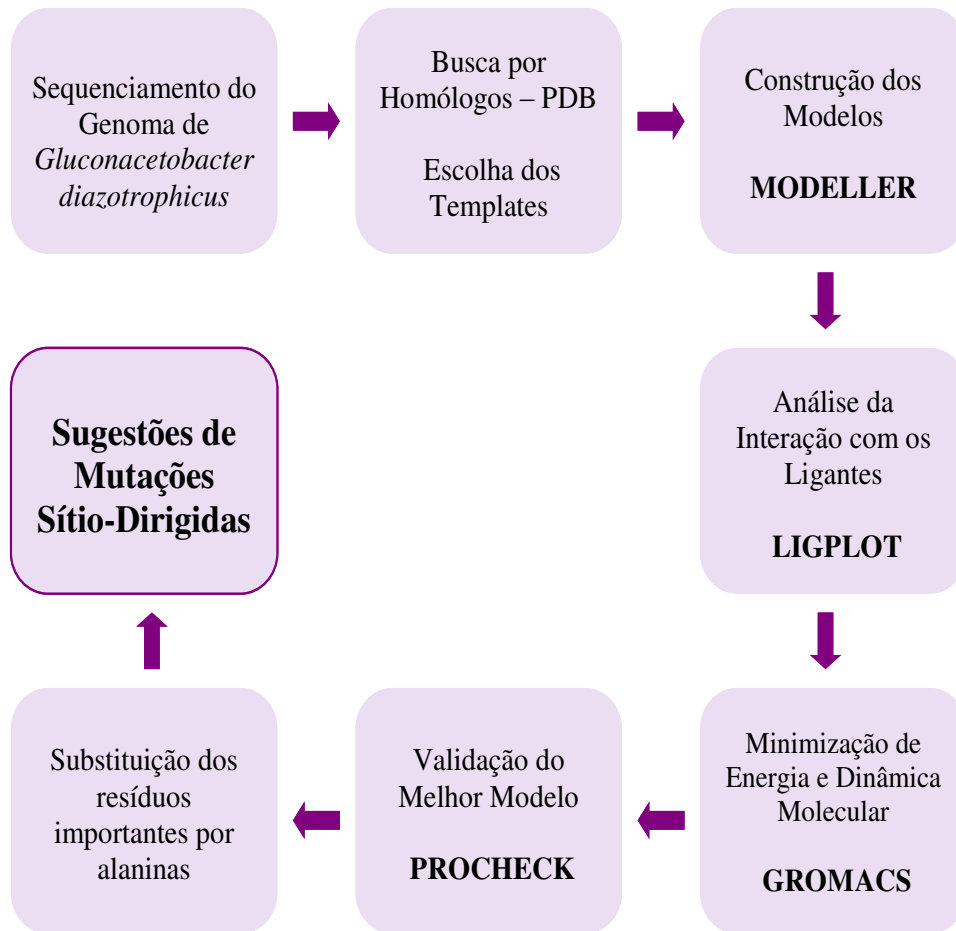 Sequenciamento do
Genoma de
Gluconacetobacter
diazotrophicus
Busca por
Homólogos – PDB
Escolha dos
Templates
Construção dos
Modelos
MODELLER
Análise da
Interação com os
Ligantes
LIGPLOT
Minimização de
Energia e Dinâmica
Molecular
GROMACS
Validação do
Melhor Modelo
PROCHECK
Substituição dos
resíduos
importantes por
alaninas
Sugestões de
Mutações
Sítio-Dirigidas